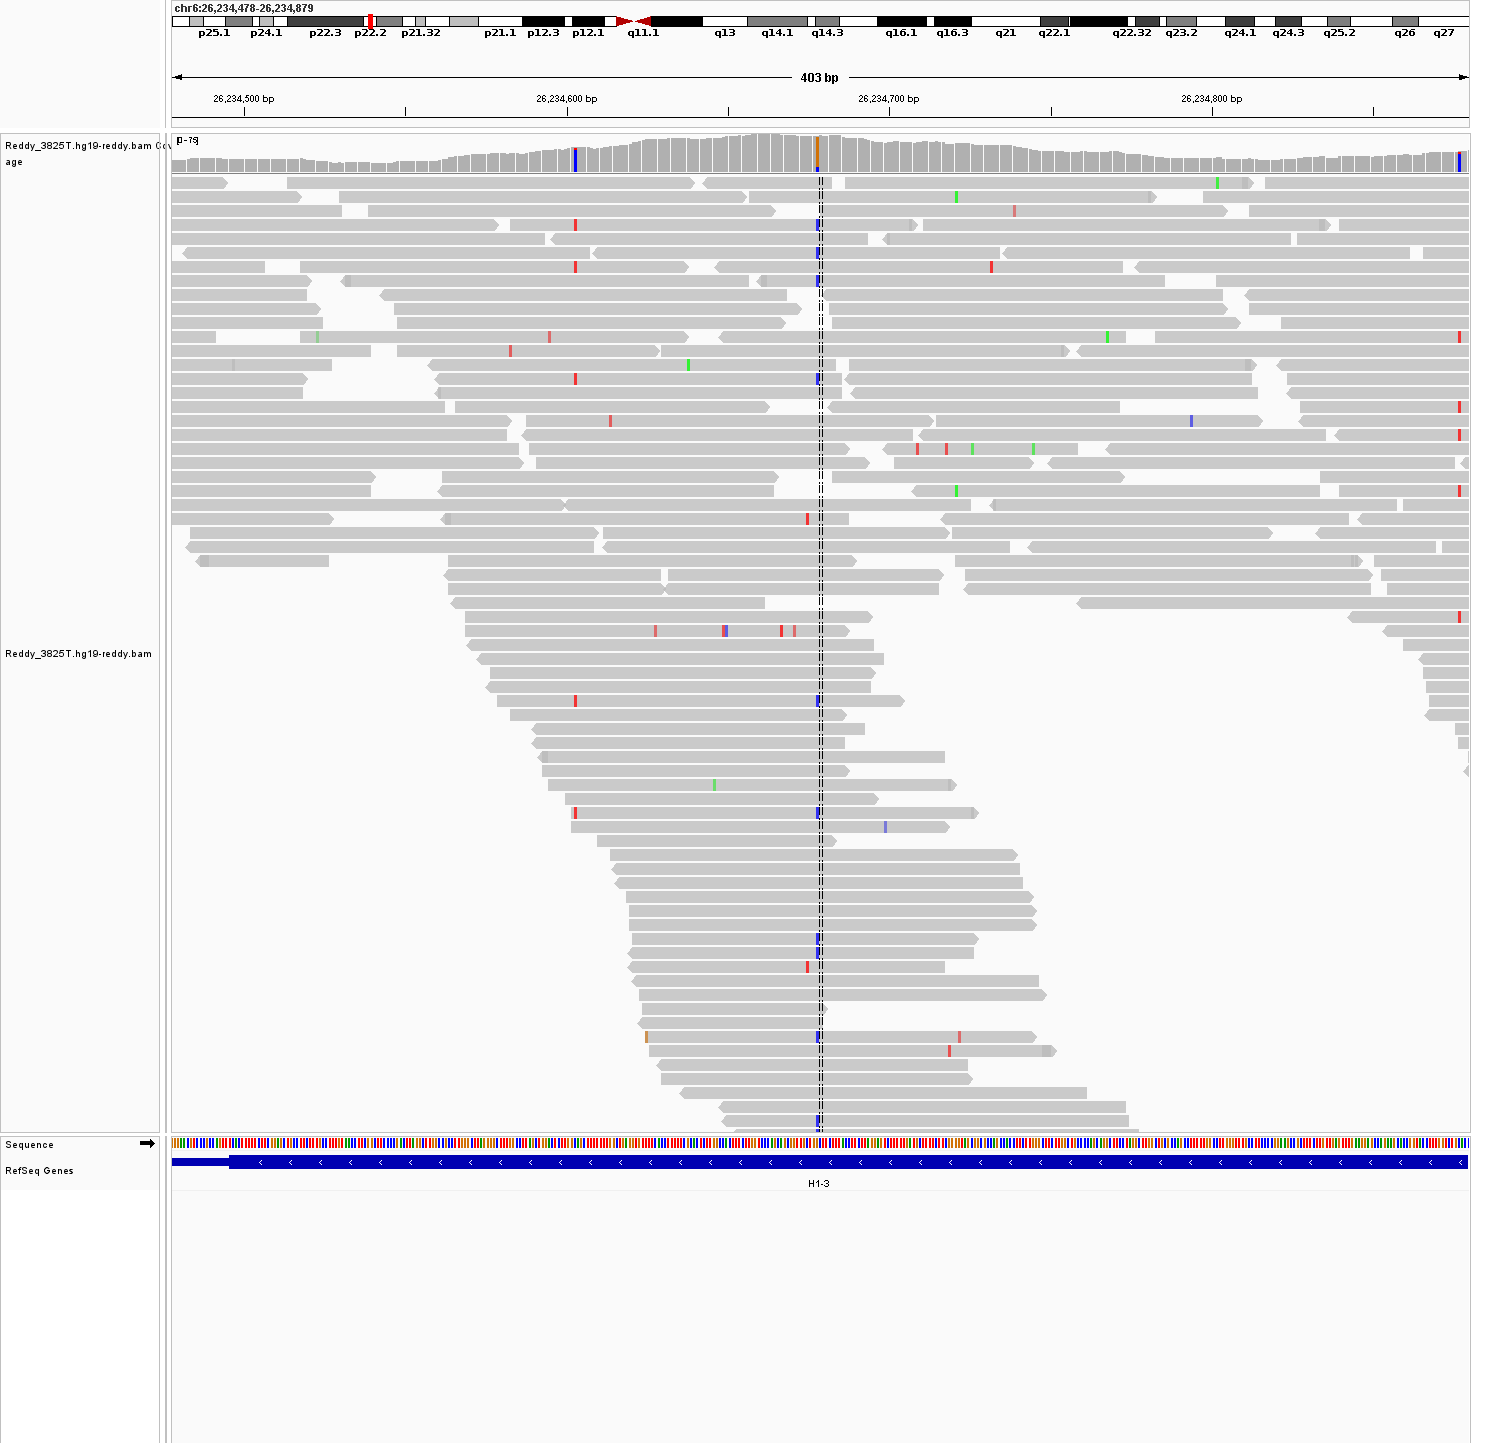 chr6:26,234,478-26,234,879
p25.1 p24.1 p22.3 p22.2 p21.32 p21.1 p12.3 p12.1 q11.1 q13 q14.1 q14.3 q16.1 q16.3 q21 q22.1 q22.32 q23.2 q24.1 q24.3 q25.2 q26 q27
403 bp
26,234,500 bp 26,234,600 bp 26,234,700 bp 26,234,800 bp
[0-75]
Reddy_3825T.hg19-reddy.bam Cov
age
Reddy_3825T.hg19-reddy.bam
Sequence
RefSeq Genes
H1-3